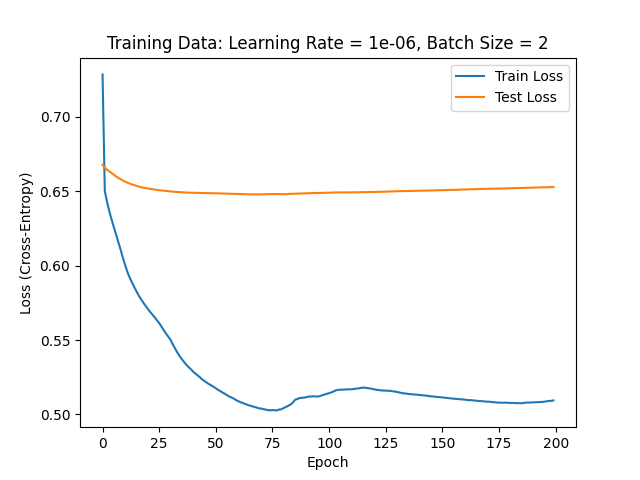 Training Data: Learning Rate = 1e-06, Batch Size = 2
Train Loss
Test Loss
Loss (Cross-Entropy)
0.70
0.65
0.60
0.55
0.50
0 25 50 75 100 125 150 175 200
Epoch